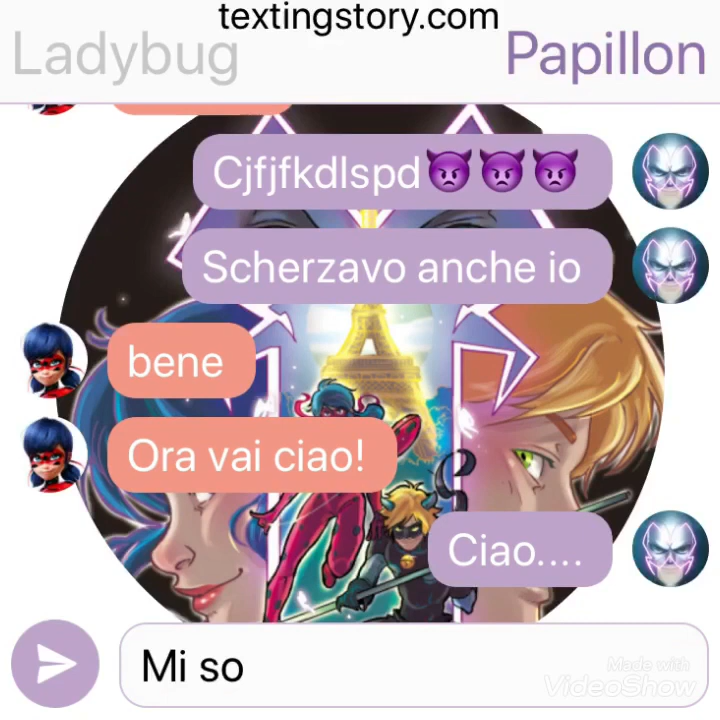 textingstory.com
Ladybug
Papillon
Cjfjfkdlspd😈😈😈
Scherzavo anche io
bene
Ora vai ciao!
Ciao....
Mi so
Made with
VideoShow